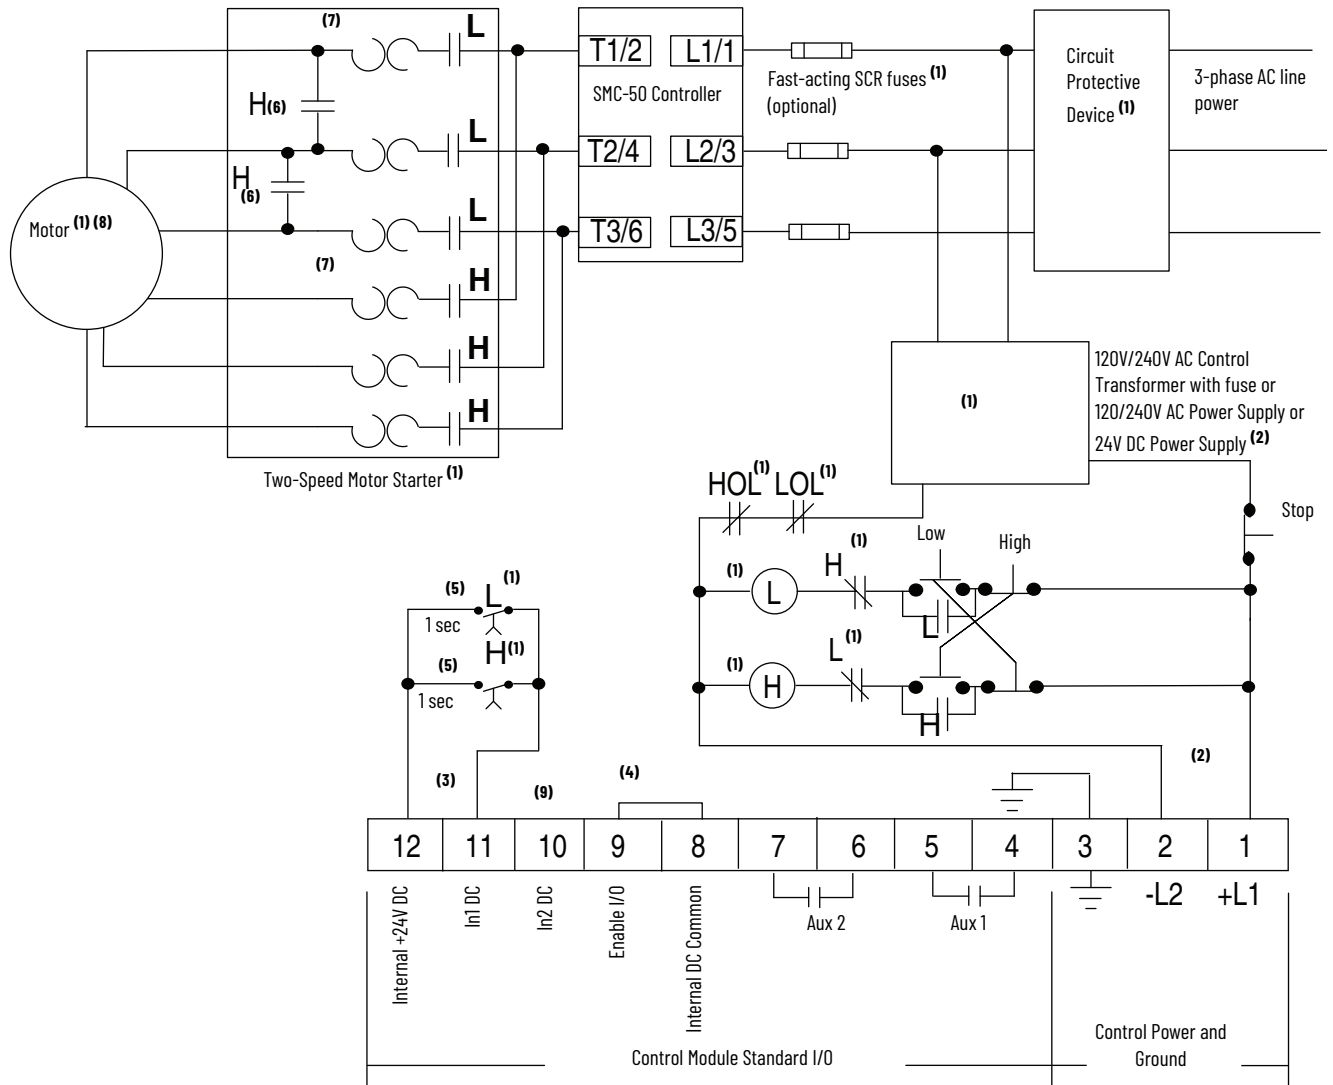 (7)
L
T1/2
L1/1
Circuit
Protective
Device (1)
3-phase AC line
power
Fast-acting SCR fuses (1)
(optional)
SMC-50 Controller
H(6)
L
T2/4
L2/3
H
(6)
L
T3/6
L3/5
Motor (1) (8)
(7)
H
H
H
Two-Speed Motor Starter (1)
(1)
120V/240V AC Control
Transformer with fuse or
120/240V AC Power Supply or
24V DC Power Supply (2)
HOL(1)
LOL(1)
Stop
Low
High
(1)
L
H
(1)
L
(1)
H
L
(1)
H
(5)
L
(1)
1 sec
H(1)
(5)
1 sec
(3)
(9)
(4)
(2)
12
11
10
9
8
7
6
5
4
3
2
1
Internal +24V DC
In1 DC
In2 DC
Enable I/O
Internal DC Common
Aux 2
Aux 1
-L2
+L1
Control Module Standard I/O
Control Power and
Ground